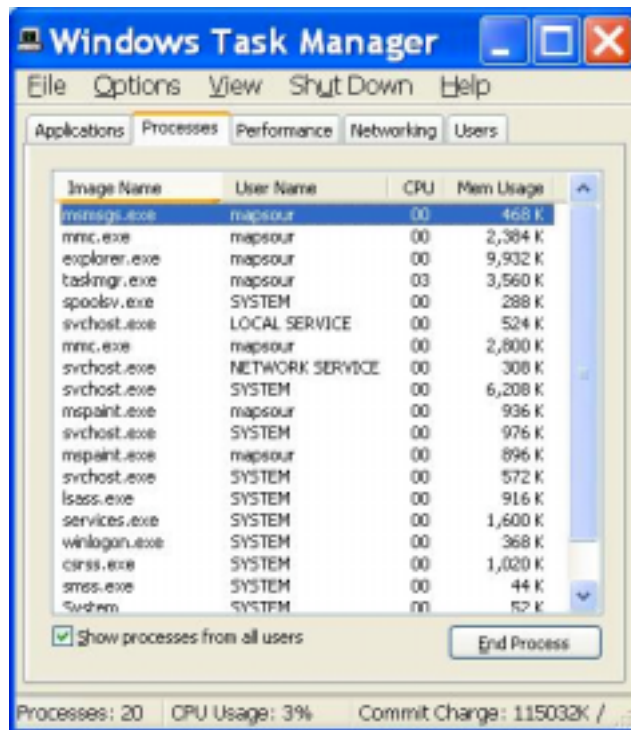 Windows Task Manager
File Options View Shut Down Help
Applications Processes Performance Networking Users
Image Name User Name CPU Mem Usage
msmsgs.exe mapsour 00 468 K
mmc.exe mapsour 00 2,384 K
explorer.exe mapsour 00 9,932 K
taskmgr.exe mapsour 03 3,560 K
spoolsv.exe SYSTEM 00 288 K
svchost.exe LOCAL SERVICE 00 524 K
mmc.exe mapsour 00 2,800 K
svchost.exe NETWORK SERVICE 00 308 K
svchost.exe SYSTEM 00 6,208 K
mspaint.exe mapsour 00 936 K
svchost.exe SYSTEM 00 976 K
mspaint.exe mapsour 00 896 K
svchost.exe SYSTEM 00 572 K
lsass.exe SYSTEM 00 916 K
services.exe SYSTEM 00 1,600 K
winlogon.exe SYSTEM 00 368 K
csrss.exe SYSTEM 00 1,020 K
smss.exe SYSTEM 00 44 K
System SYSTEM 00 52 K
Show processes from all users End Process
Processes: 20 CPU Usage: 3% Commit Charge: 115032K /